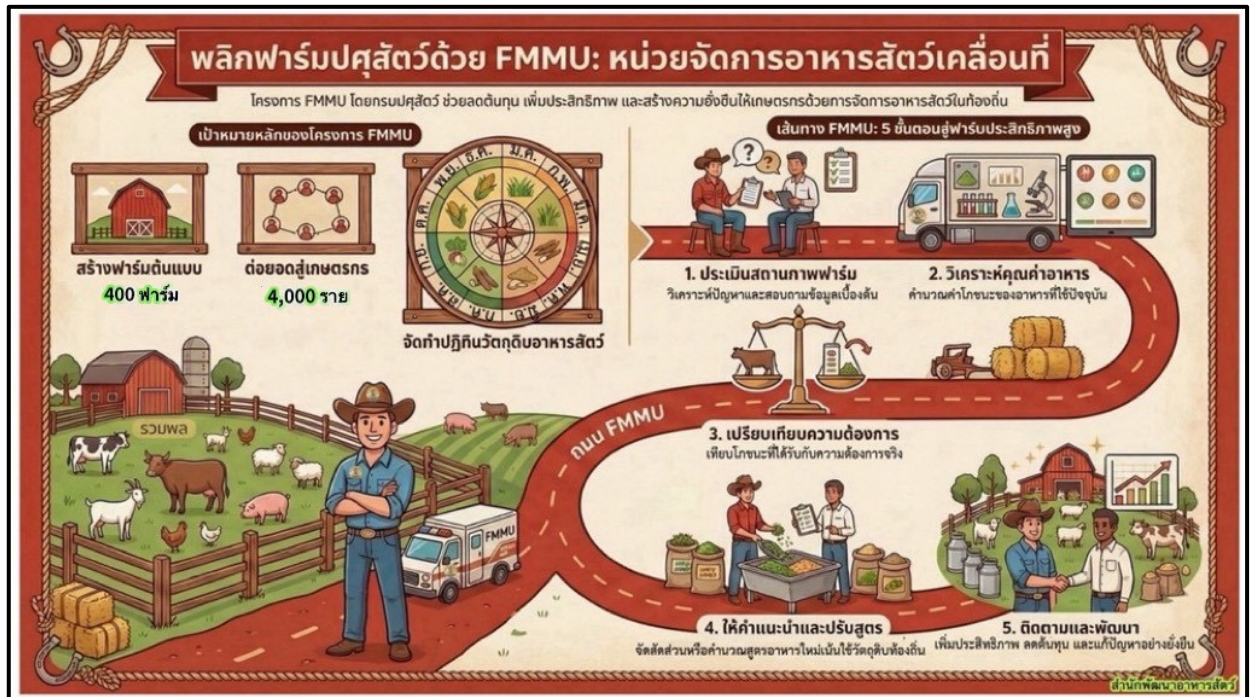 พลิกฟาร์มปศุสัตว์ด้วย FMMU: หน่วยจัดการอาหารสัตว์เคลื่อนที่
โครงการ FMMU โดยกรมปศุสัตว์ ช่วยลดต้นทุน เพิ่มประสิทธิภาพ และสร้างความยั่งยืนให้เกษตรกรด้วยการจัดการอาหารสัตว์ในท้องถิ่น
เป้าหมายหลักของโครงการ FMMU
สร้างฟาร์มต้นแบบ
400 ฟาร์ม
ต่อยอดสู่เกษตรกร
4,000 ราย
ม.ค.
ก.พ.
มี.ค.
พ.ค.
มิ.ย.
ก.ค.
ส.ค.
ก.ย.
ต.ค.
พ.ย.
ธ.ค.
จัดทำปฏิทินวัตถุดิบอาหารสัตว์
เส้นทาง FMMU: 5 ขั้นตอนสู่ฟาร์มประสิทธิภาพสูง
1. ประเมินสถานภาพฟาร์ม
วิเคราะห์ปัญหาและสอบถามข้อมูลเบื้องต้น
2. วิเคราะห์คุณค่าอาหาร
คำนวณค่าโภชนะของอาหารที่ใช้ปัจจุบัน
3. เปรียบเทียบความต้องการ
เทียบโภชนะที่ได้รับกับความต้องการจริง
4. ให้คำแนะนำและปรับสูตร
จัดสัดส่วนหรือคำนวณสูตรอาหารใหม่เน้นใช้วัตถุดิบท้องถิ่น
5. ติดตามและพัฒนา
เพิ่มประสิทธิภาพ ลดต้นทุน และแก้ปัญหาอย่างยั่งยืน
ถนน FMMU
รวมพล
FMMU
สำนักพัฒนาอาหารสัตว์